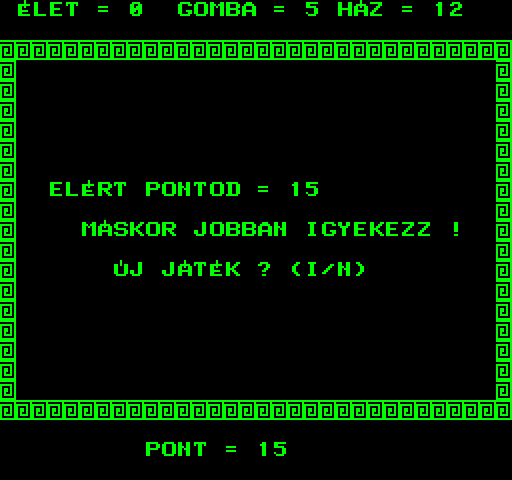 ÉLET = 0 GOMBA = 5 HÁZ = 12
ELÉRT PONTOD = 15
MÁSKOR JOBBAN IGYEKEZZ !
ÚJ JÁTÉK ? (I/N)
PONT = 15